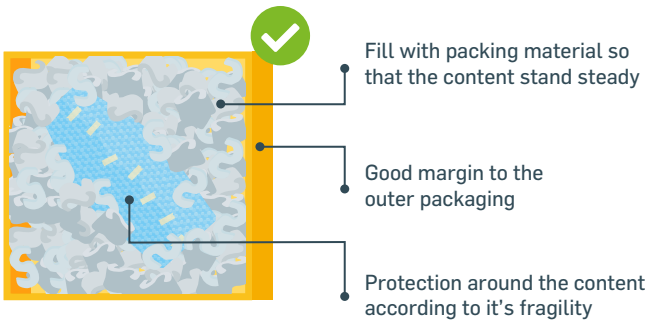 Fill with packing material so
that the content stand steady
Good margin to the
outer packaging
Protection around the content
according to it's fragility